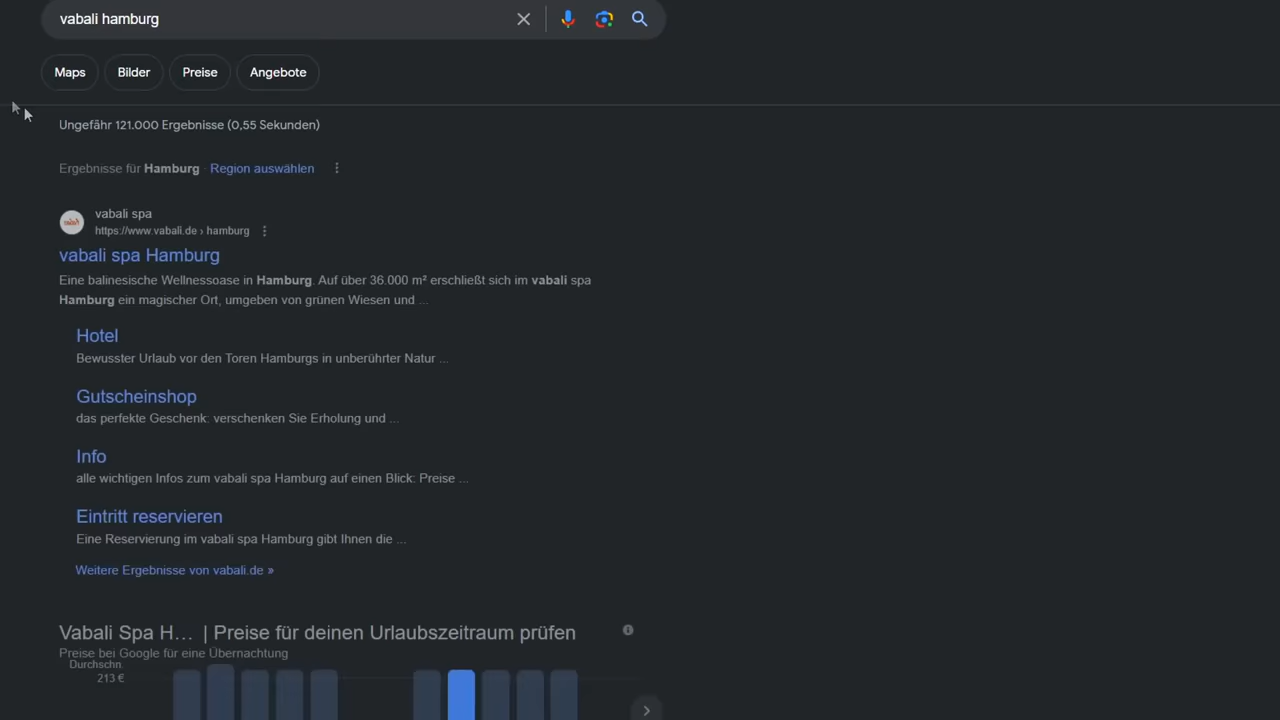 vabali hamburg
Maps
Bilder
Preise
Angebote
Ungefähr 121.000 Ergebnisse (0,55 Sekunden)
Ergebnisse für Hamburg · Region auswählen
vabali spa
https://www.vabali.de › hamburg
vabali spa Hamburg
Eine balinesische Wellnessoase in Hamburg. Auf über 36.000 m² erschließt sich im vabali spa
Hamburg ein magischer Ort, umgeben von grünen Wiesen und ...
Hotel
Bewusster Urlaub vor den Toren Hamburgs in unberührter Natur ...
Gutscheinshop
das perfekte Geschenk: verschenken Sie Erholung und ...
Info
alle wichtigen Infos zum vabali spa Hamburg auf einen Blick: Preise ...
Eintritt reservieren
Eine Reservierung im vabali spa Hamburg gibt Ihnen die ...
Weitere Ergebnisse von vabali.de »
Vabali Spa H... | Preise für deinen Urlaubszeitraum prüfen
Preise bei Google für eine Übernachtung
Durchschn.
213 €